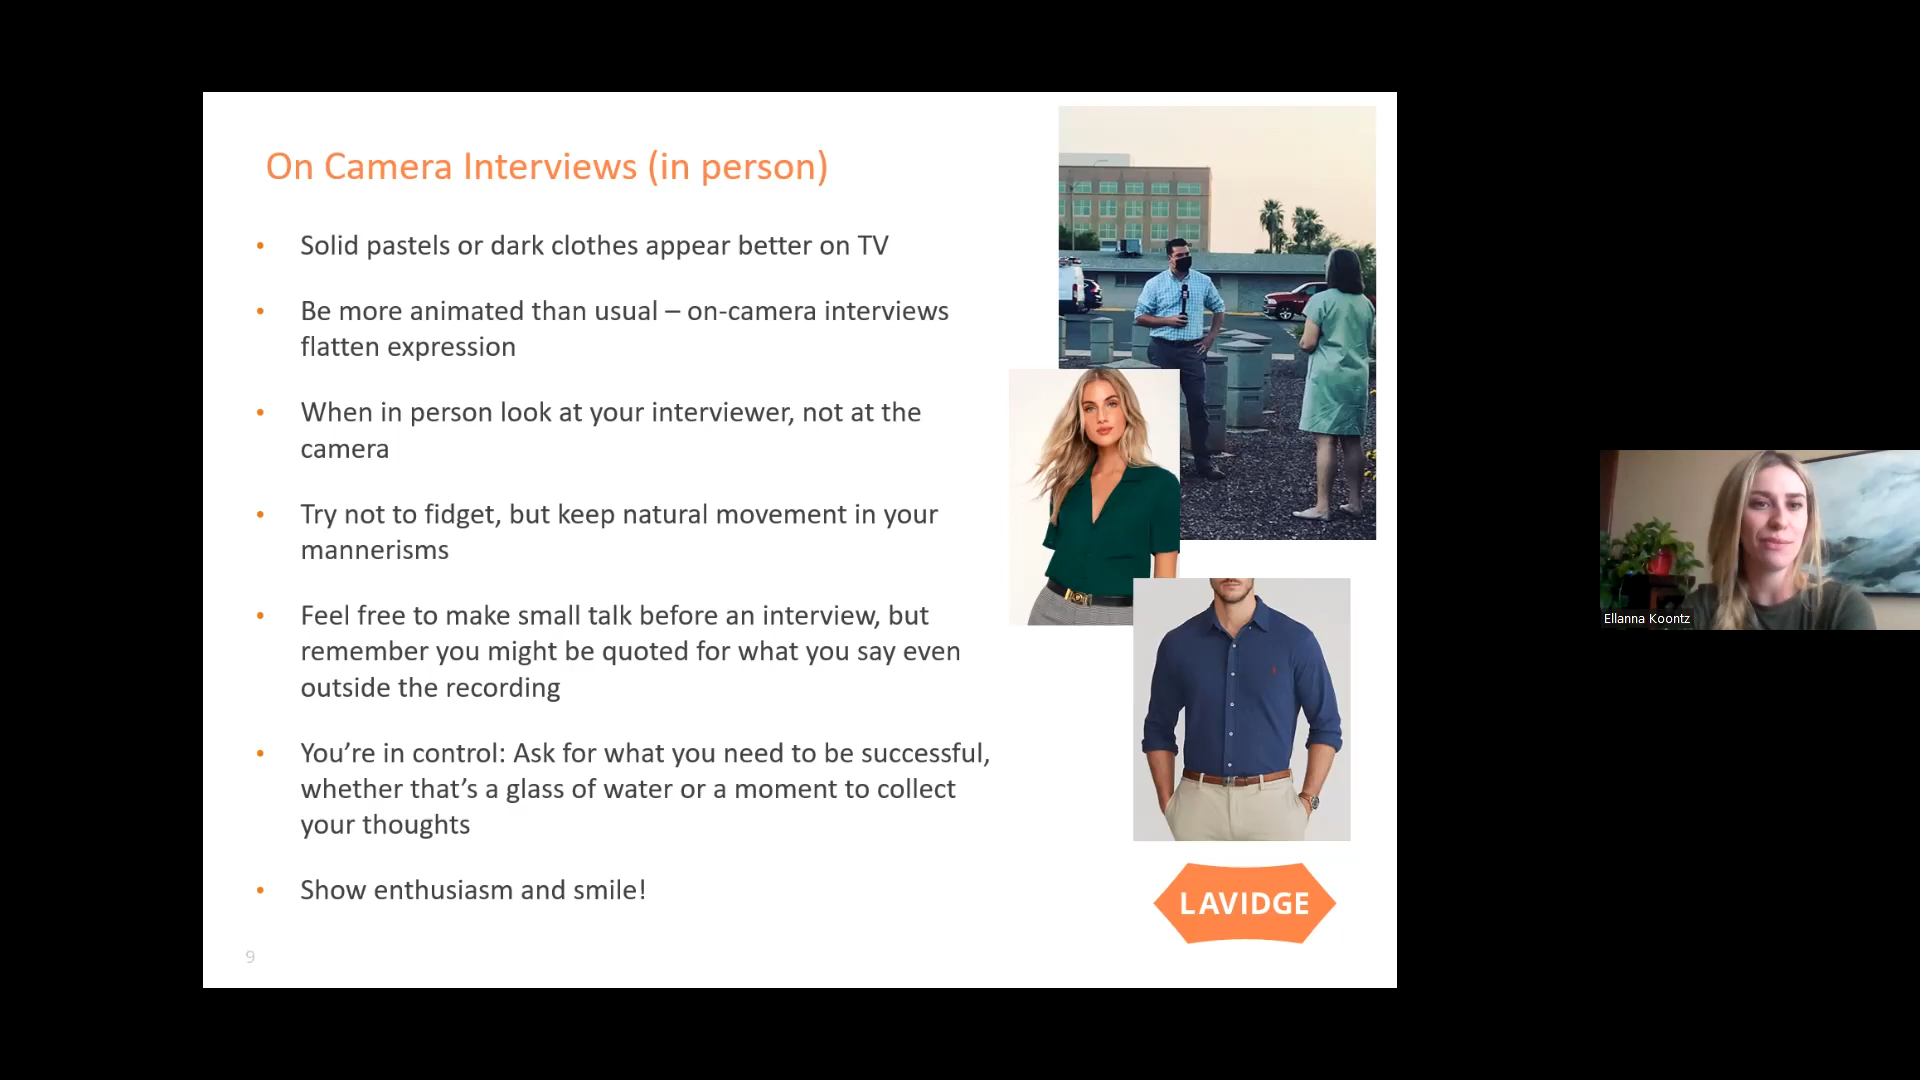 On Camera Interviews (in person)
• Solid pastels or dark clothes appear better on TV
• Be more animated than usual – on-camera interviews
flatten expression
• When in person look at your interviewer, not at the
camera
• Try not to fidget, but keep natural movement in your
mannerisms
• Feel free to make small talk before an interview, but
remember you might be quoted for what you say even
outside the recording
• You’re in control: Ask for what you need to be successful,
whether that’s a glass of water or a moment to collect
your thoughts
• Show enthusiasm and smile!
9
LAVIDGE
Ellanna Koontz